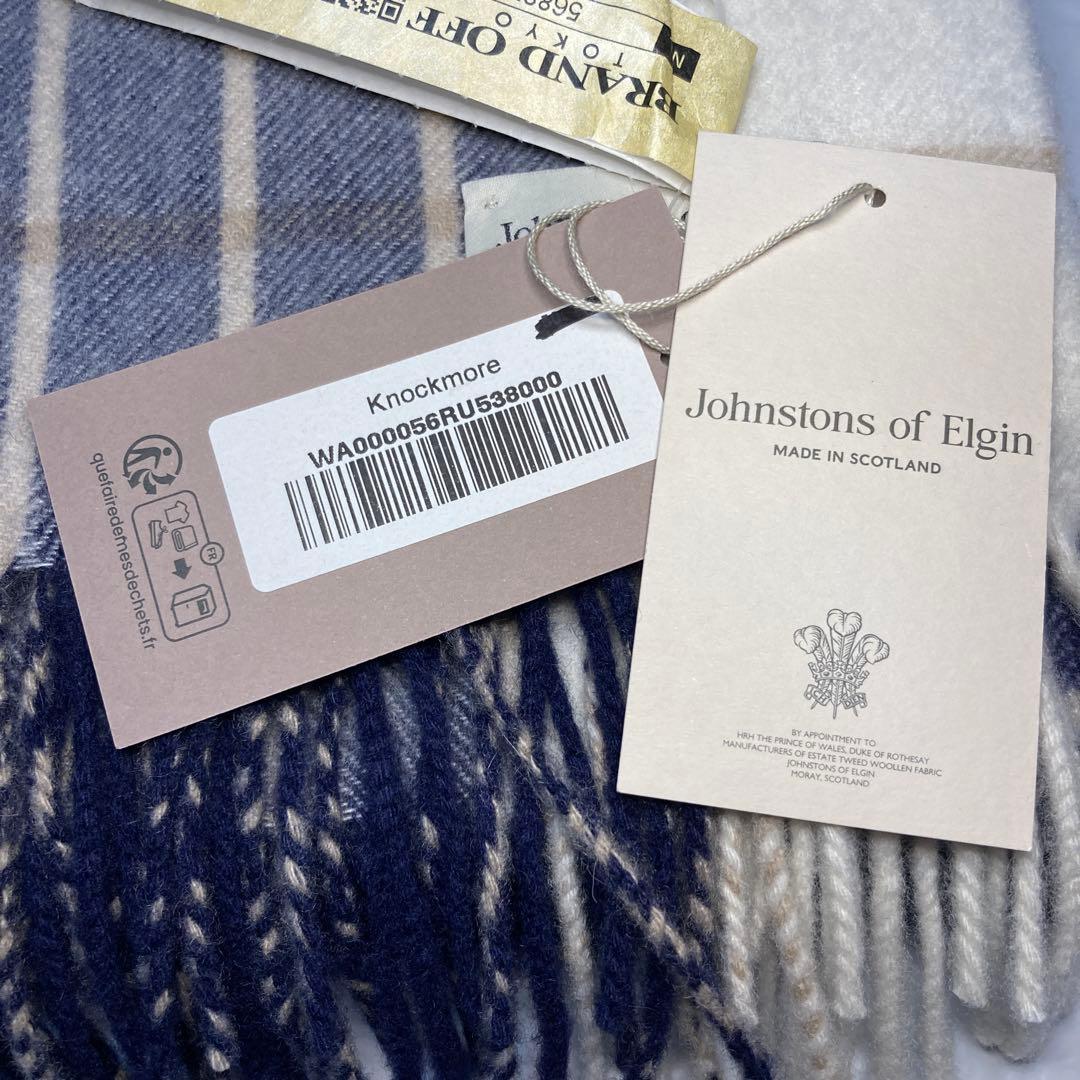 BRAND OFF
TOKYO
Knockmore
WA000056RU538000
quefairedemesdechets.fr
FR
Johnstons of Elgin
MADE IN SCOTLAND
BY APPOINTMENT TO
HRH THE PRINCE OF WALES, DUKE OF ROTHESAY
MANUFACTURERS OF ESTATE TWEED WOOLLEN FABRIC
JOHNSTONS OF ELGIN
MORAY, SCOTLAND